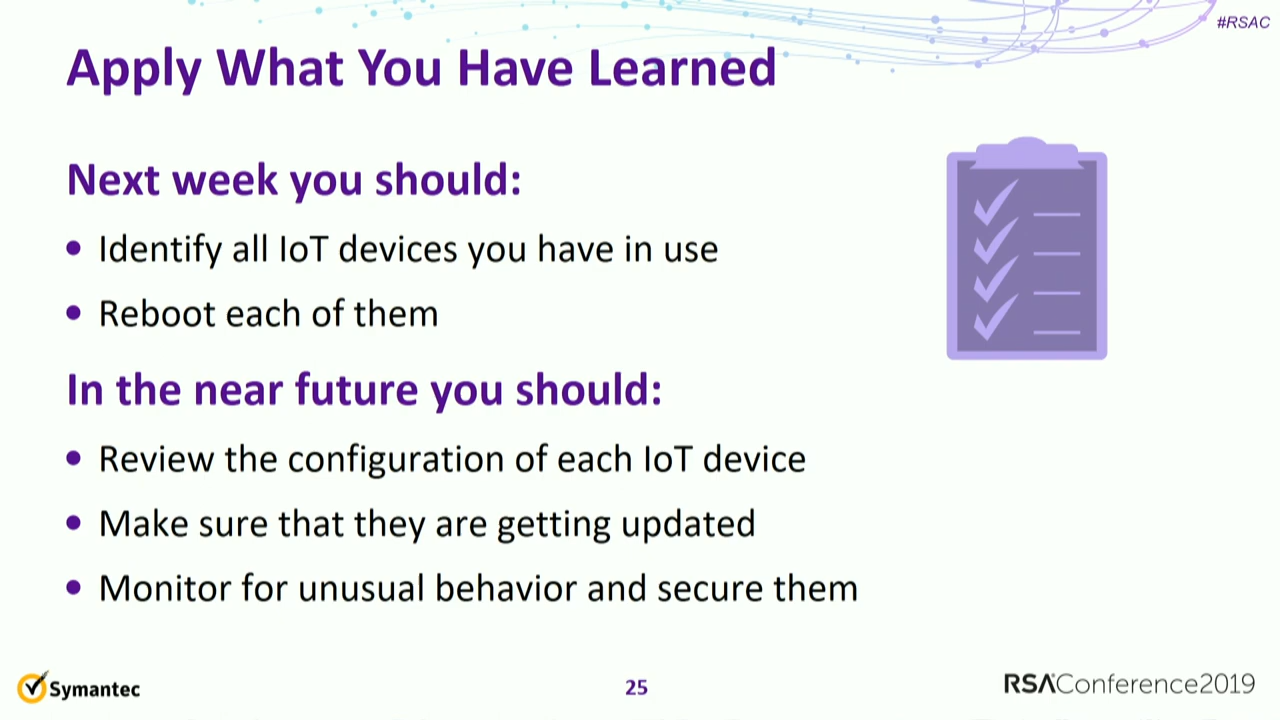 #RSAC
Apply What You Have Learned
Next week you should:
• Identify all IoT devices you have in use
• Reboot each of them
In the near future you should:
• Review the configuration of each IoT device
• Make sure that they are getting updated
• Monitor for unusual behavior and secure them
Symantec
25
RSAConference2019